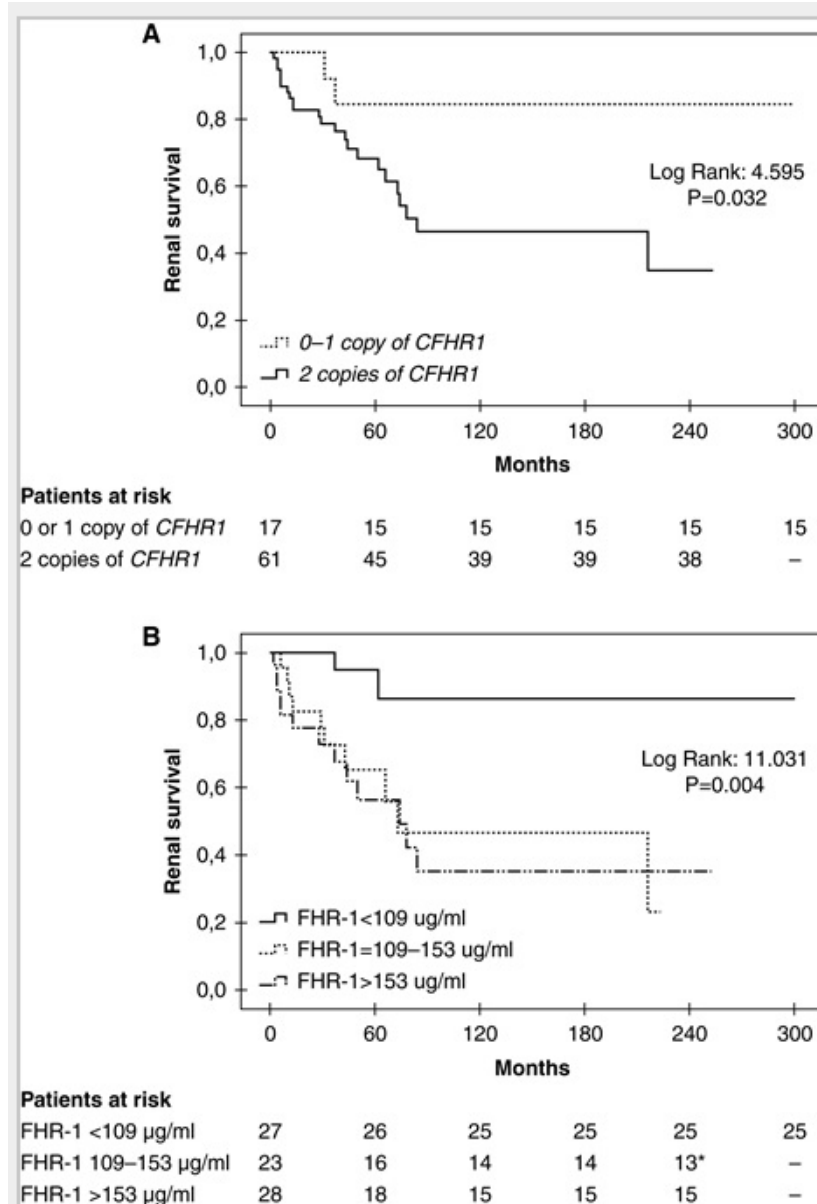 A
1,0
0,8
0,6
0,4
0,2
0,0
Renal survival
Log Rank: 4.595
P=0.032
0–1 copy of CFHR1
2 copies of CFHR1
0 60 120 180 240 300
Months
Patients at risk
0 or 1 copy of CFHR1 17 15 15 15 15 15
2 copies of CFHR1 61 45 39 39 38 –
B
1,0
0,8
0,6
0,4
0,2
0,0
Renal survival
Log Rank: 11.031
P=0.004
FHR-1<109 ug/ml
FHR-1=109–153 ug/ml
FHR-1>153 ug/ml
0 60 120 180 240 300
Months
Patients at risk
FHR-1 <109 µg/ml 27 26 25 25 25 25
FHR-1 109–153 µg/ml 23 16 14 14 13* –
FHR-1 >153 µg/ml 28 18 15 15 15 –